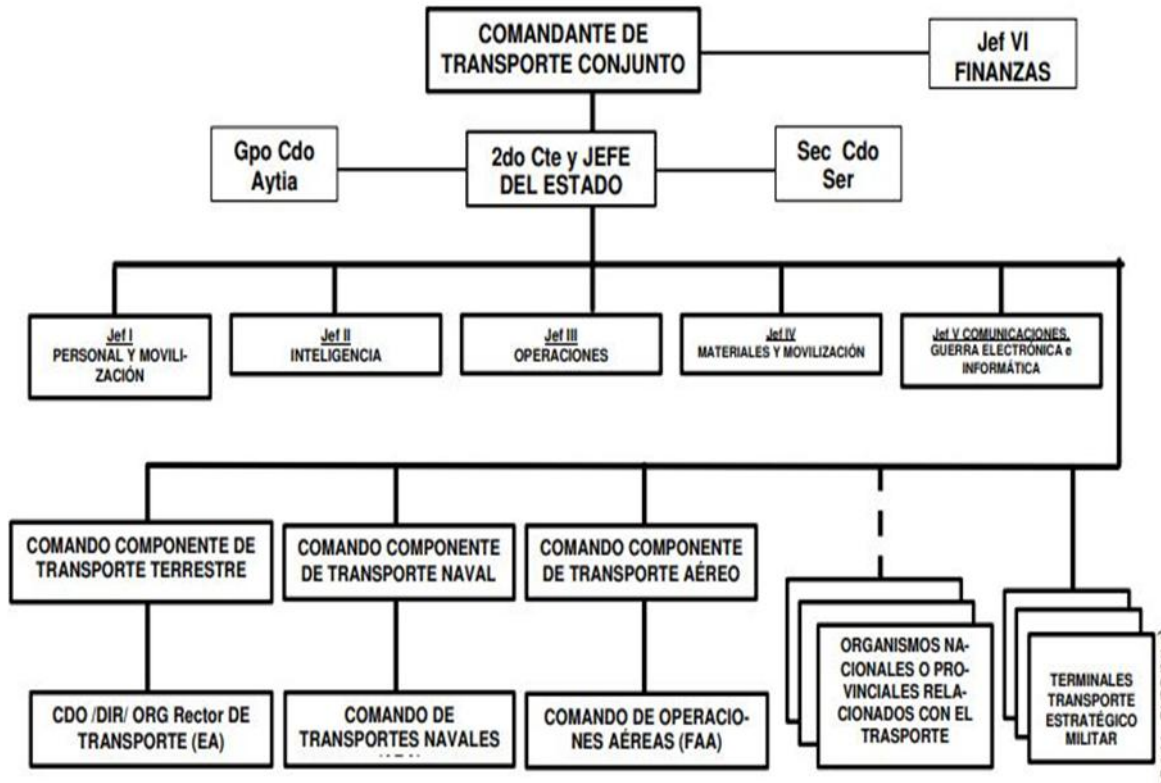 COMANDANTE DE
TRANSPORTE CONJUNTO
Jef VI
FINANZAS
Gpo Cdo
Aytia
2do Cte y JEFE
DEL ESTADO
Sec Cdo
Ser
Jef I
PERSONAL Y MOVILI-
ZACIÓN
Jef II
INTELIGENCIA
Jef III
OPERACIONES
Jef IV
MATERIALES Y MOVILIZACIÓN
Jef V COMUNICACIONES,
GUERRA ELECTRÓNICA e
INFORMÁTICA
COMANDO COMPONENTE DE
TRANSPORTE TERRESTRE
COMANDO COMPONENTE
DE TRANSPORTE NAVAL
COMANDO COMPONENTE
DE TRANSPORTE AÉREO
ORGANISMOS NA-
CIONALES O PRO-
VINCIALES RELA-
CIONADOS CON EL
TRASPORTE
TERMINALES
TRANSPORTE
ESTRATÉGICO
MILITAR
CDO /DIR/ ORG Rector DE
TRANSPORTE (EA)
COMANDO DE
TRANSPORTES NAVALES
COMANDO DE OPERACIO-
NES AÉREAS (FAA)